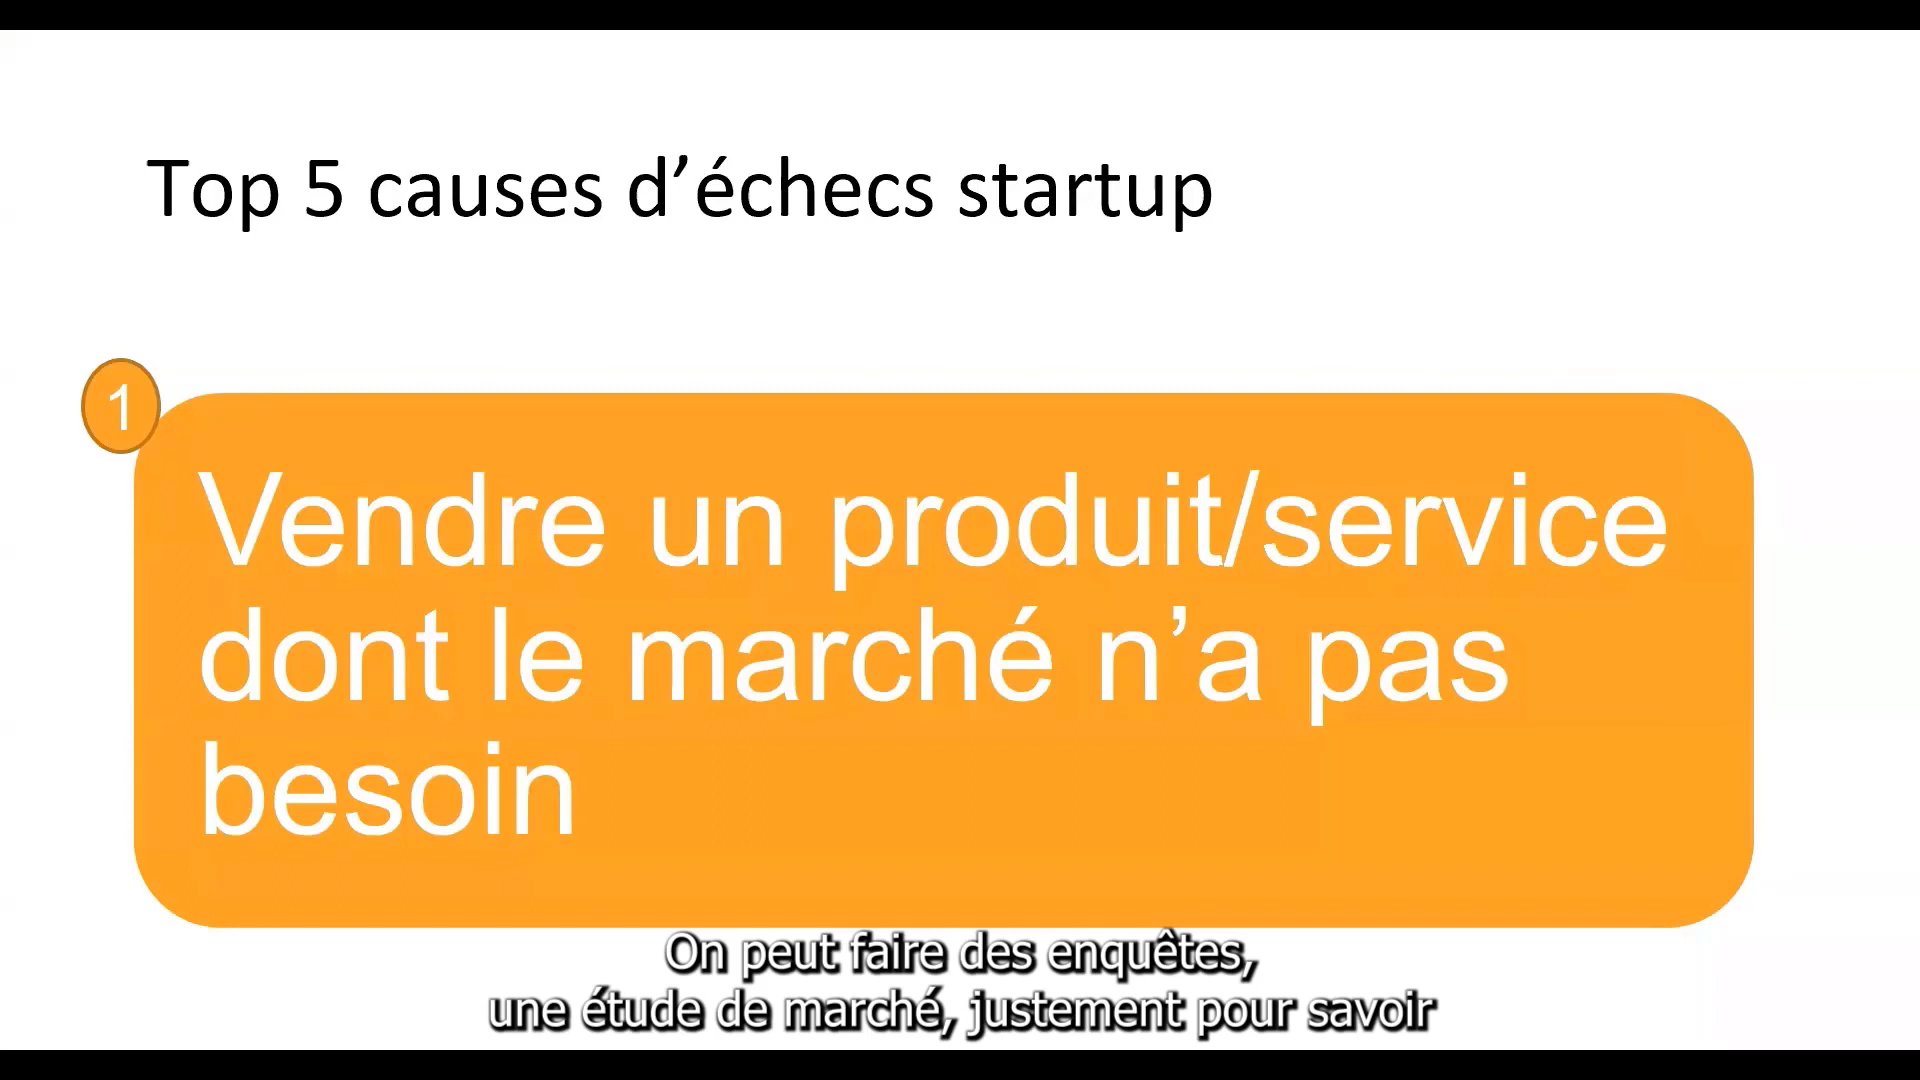 Top 5 causes d’échecs startup
1
Vendre un produit/service
dont le marché n’a pas
besoin
On peut faire des enquêtes,
une étude de marché, justement pour savoir